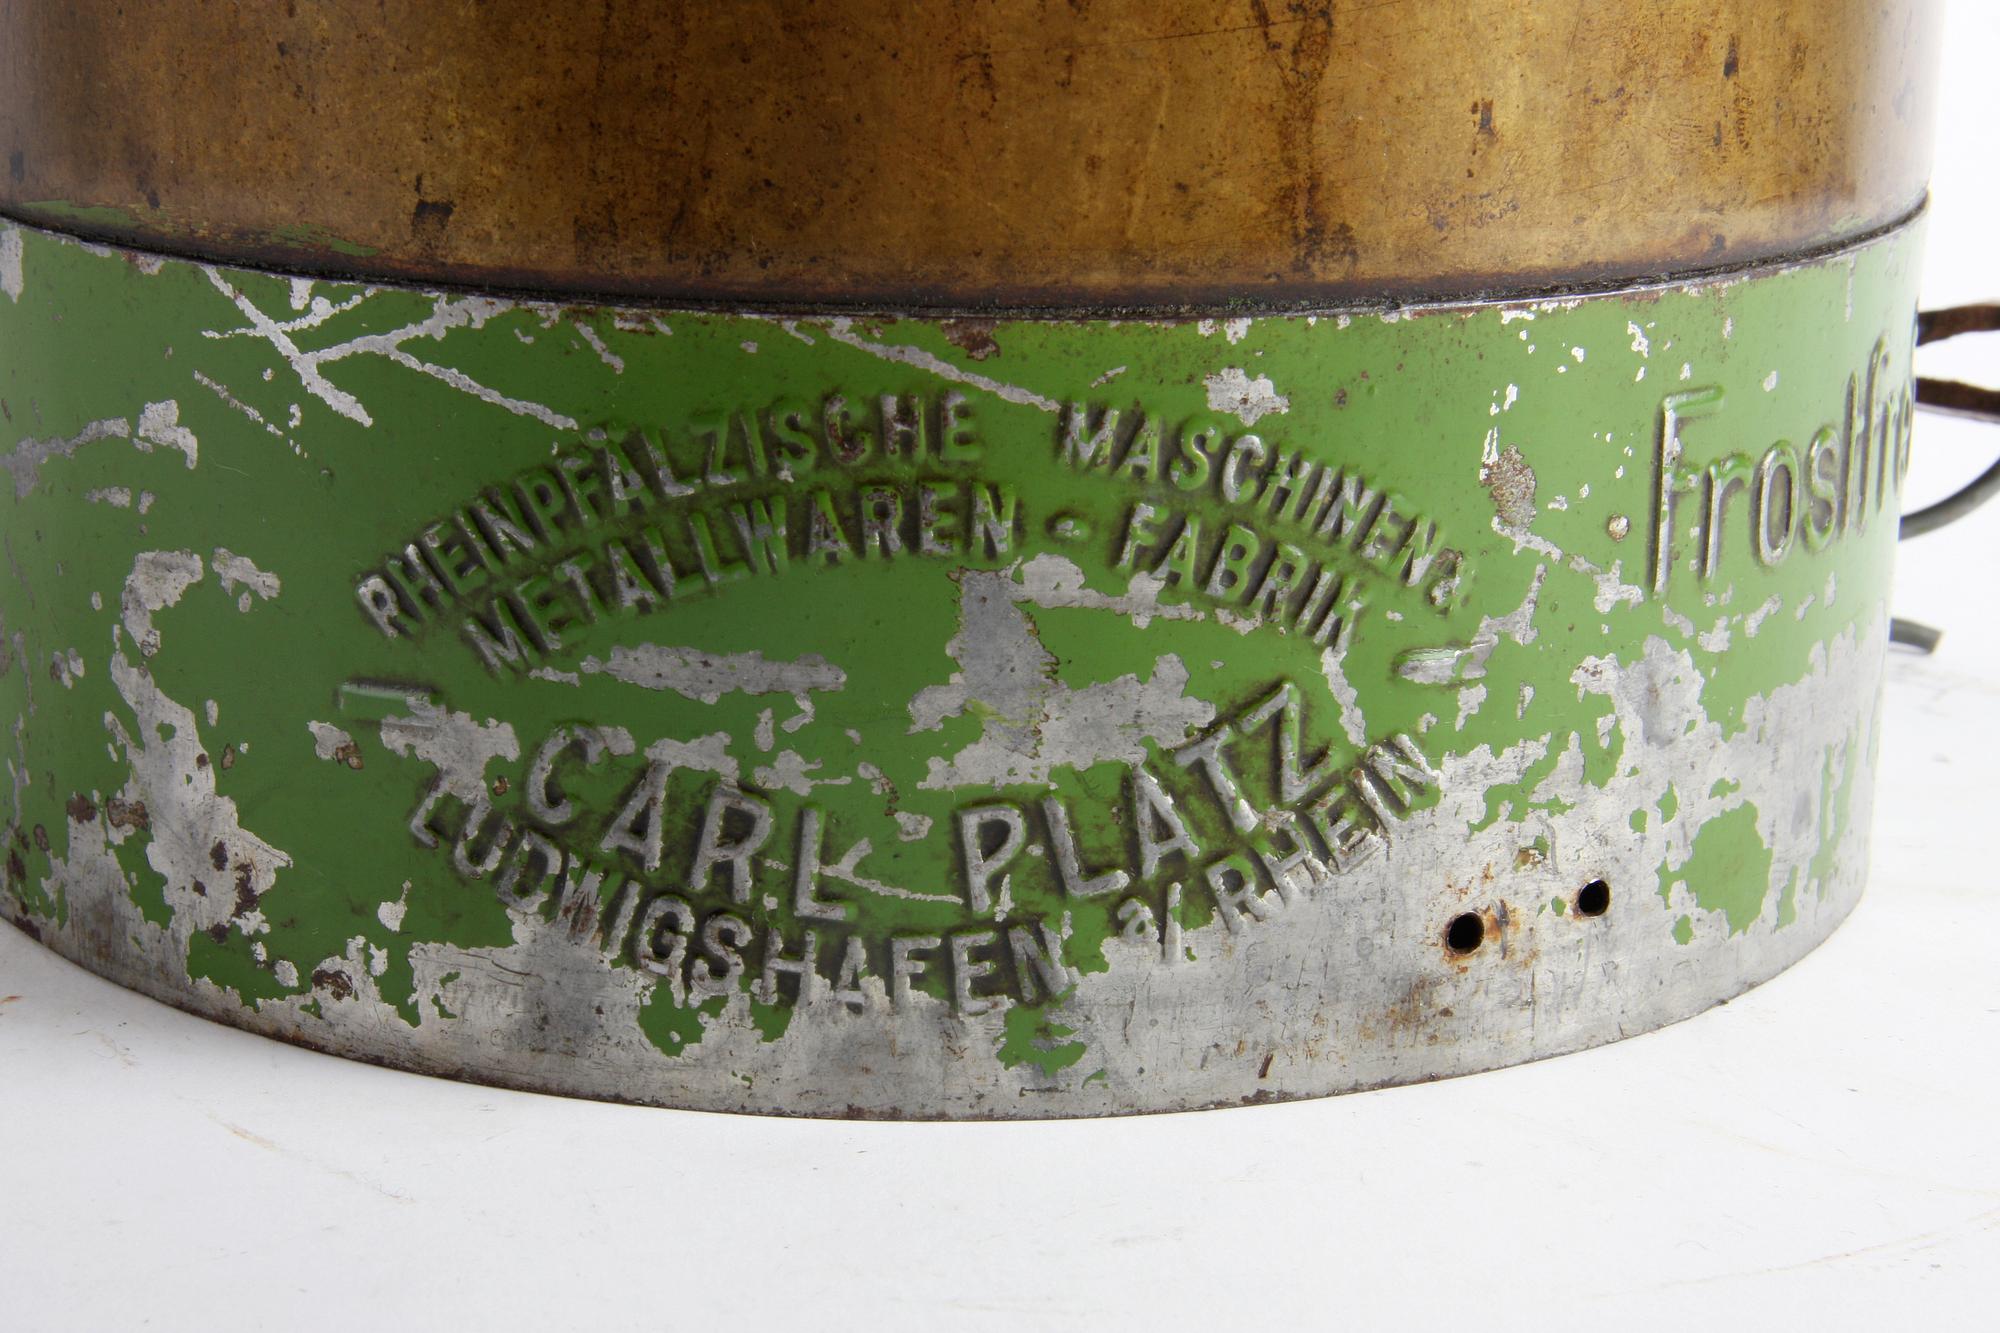 RHEINPFÄLZISCHE MASCHINEN&
METALLWAREN - FABRIK
CARL PLATZ
LUDWIGSHAFEN a/RHEIN